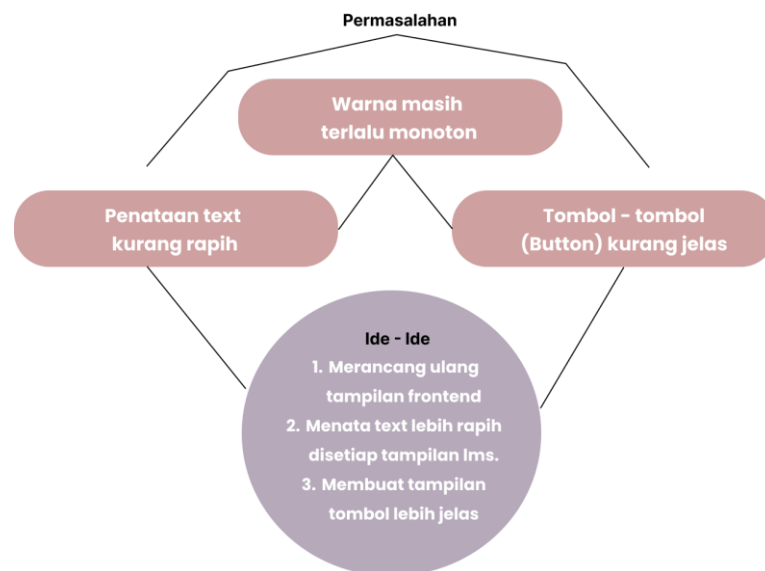 Permasalahan
Warna masih
terlalu monoton
Penataan text
kurang rapih
Tombol - tombol
(Button) kurang jelas
Ide - Ide
1. Merancang ulang
tampilan frontend
2. Menata text lebih rapih
disetiap tampilan lms.
3. Membuat tampilan
tombol lebih jelas